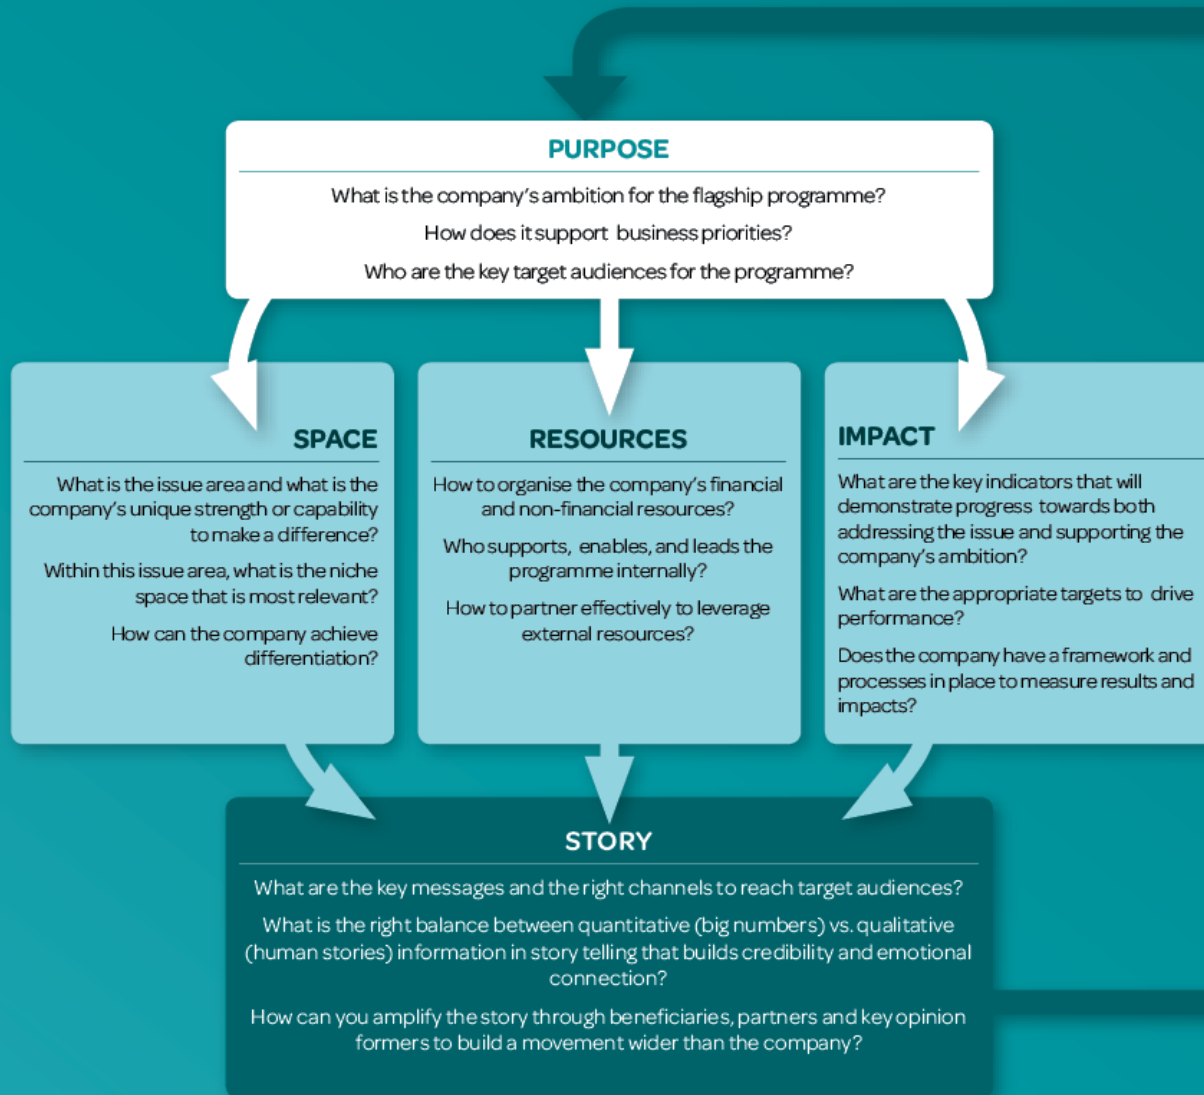 PURPOSE
What is the company's ambition for the flagship programme?
How does it support business priorities?
Who are the key target audiences for the programme?
SPACE
What is the issue area and what is the
company's unique strength or capability
to make a difference?
Within this issue area, what is the niche
space that is most relevant?
How can the company achieve
differentiation?
RESOURCES
How to organise the company's financial
and non-financial resources?
Who supports, enables, and leads the
programme internally?
How to partner effectively to leverage
external resources?
IMPACT
What are the key indicators that will
demonstrate progress towards both
addressing the issue and supporting the
company's ambition?
What are the appropriate targets to drive
performance?
Does the company have a framework and
processes in place to measure results and
impacts?
STORY
What are the key messages and the right channels to reach target audiences?
What is the right balance between quantitative (big numbers) vs. qualitative
(human stories) information in story telling that builds credibility and emotional
connection?
How can you amplify the story through beneficiaries, partners and key opinion
formers to build a movement wider than the company?